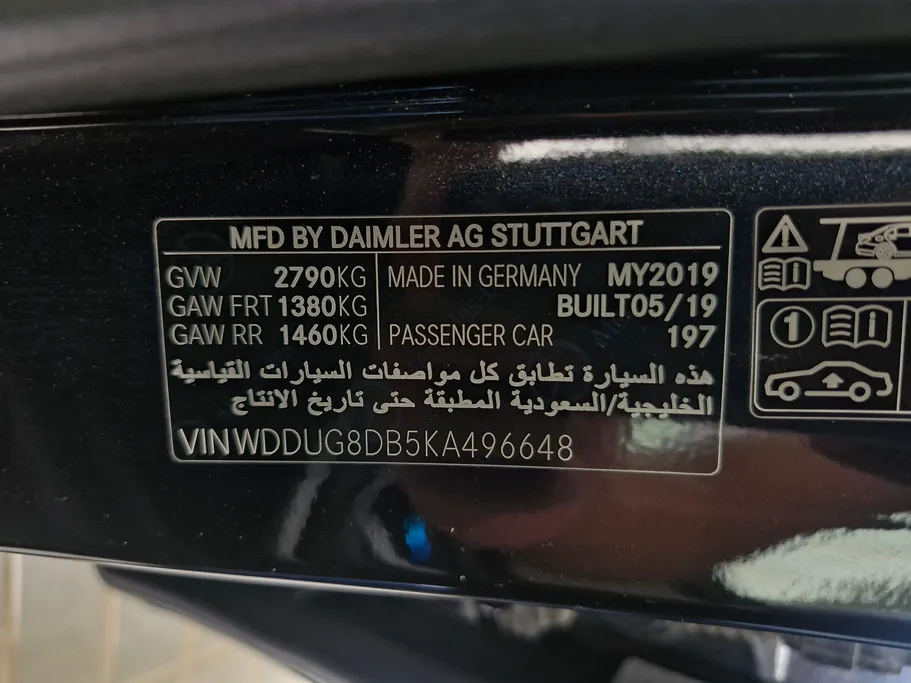 MFD BY DAIMLER AG STUTTGART
GVW 2790KG MADE IN GERMANY MY2019
GAW FRT 1380KG BUILT05/19
GAW RR 1460KG PASSENGER CAR 197
هذه السيارة تطابق كل مواصفات السيارات القياسية
الخليجية/السعودية المطبقة حتى تاريخ الانتاج
VIN WDDUG8DB5KA496648
1